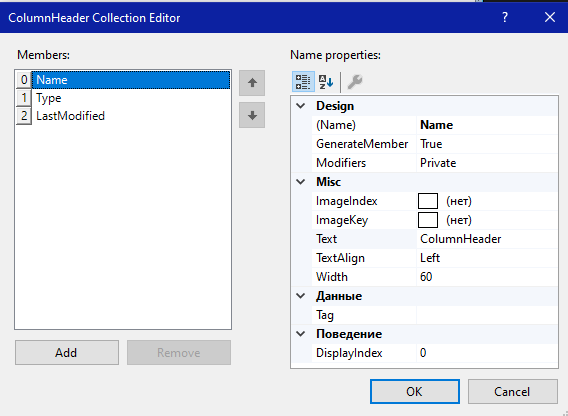 ColumnHeader Collection Editor
?
Members:
0 Name
1 Type
2 LastModified
Add
Remove
Name properties:
A
Z
Design
(Name) Name
GenerateMember True
Modifiers Private
Misc
ImageIndex (нет)
ImageKey (нет)
Text ColumnHeader
TextAlign Left
Width 60
Данные
Tag
Поведение
DisplayIndex 0
OK
Cancel